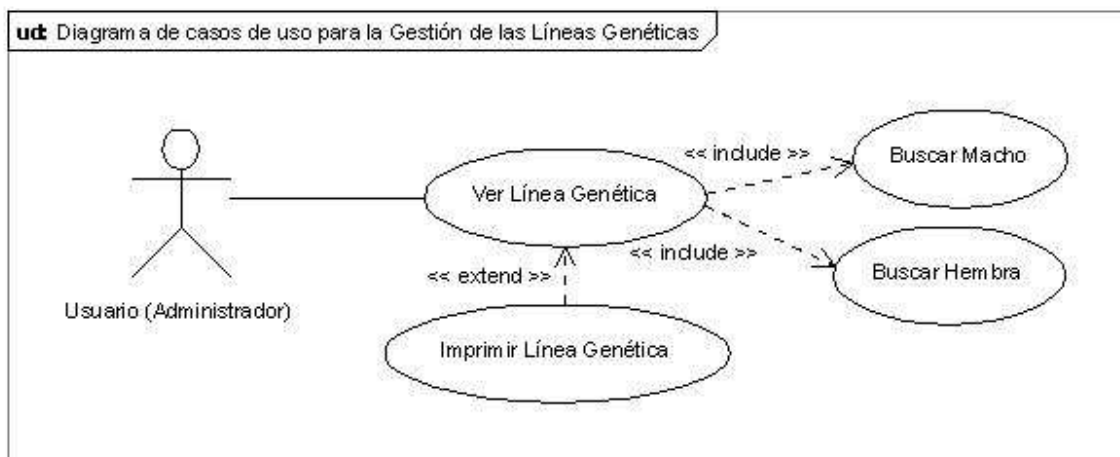 uct Diagrama de casos de uso para la Gestión de las Líneas Genéticas
<< include >>
Buscar Macho
Ver Línea Genética
<< include >>
Buscar Hembra
<< extend >>
Usuario (Administrador)
Imprimir Línea Genética